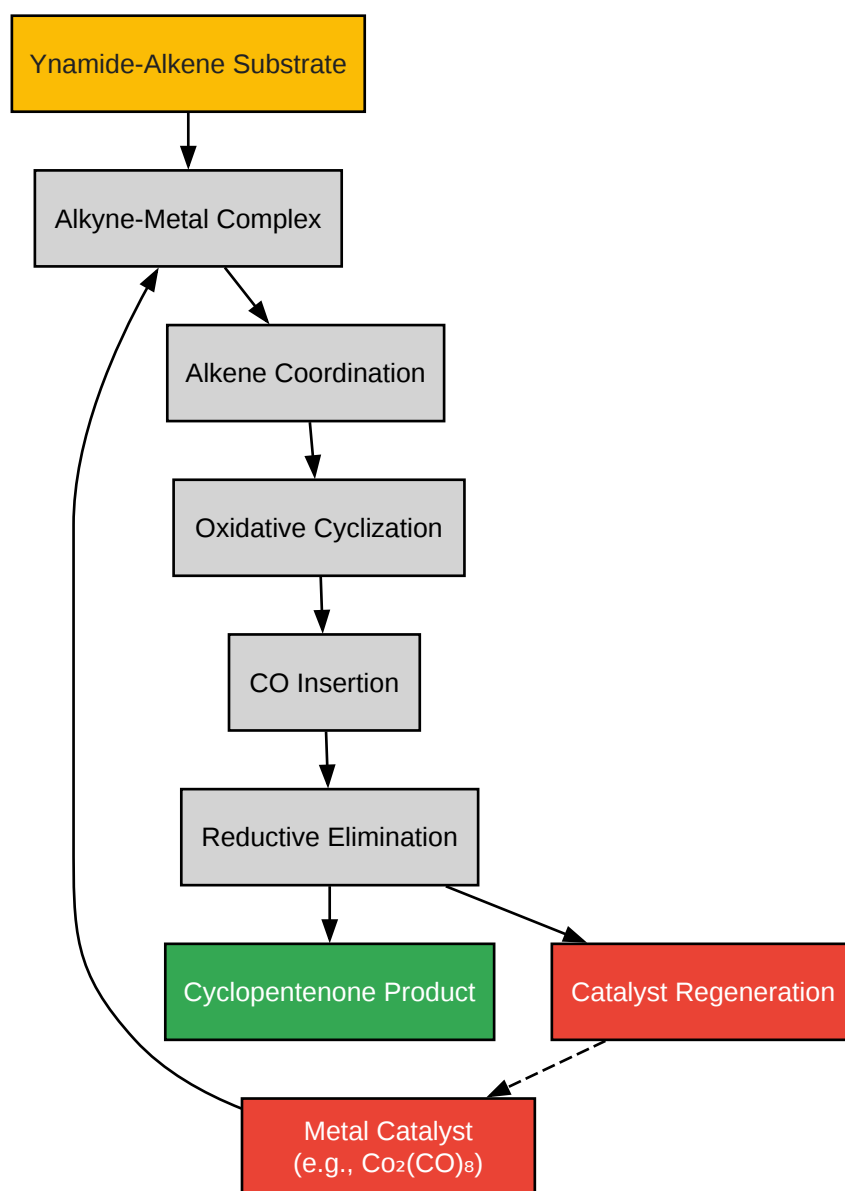 Ynamide-Alkene Substrate
Alkyne-Metal Complex
Alkene Coordination
Oxidative Cyclization
CO Insertion
Reductive Elimination
Cyclopentenone Product
Catalyst Regeneration
Metal Catalyst
(e.g., Co₂(CO)₈)